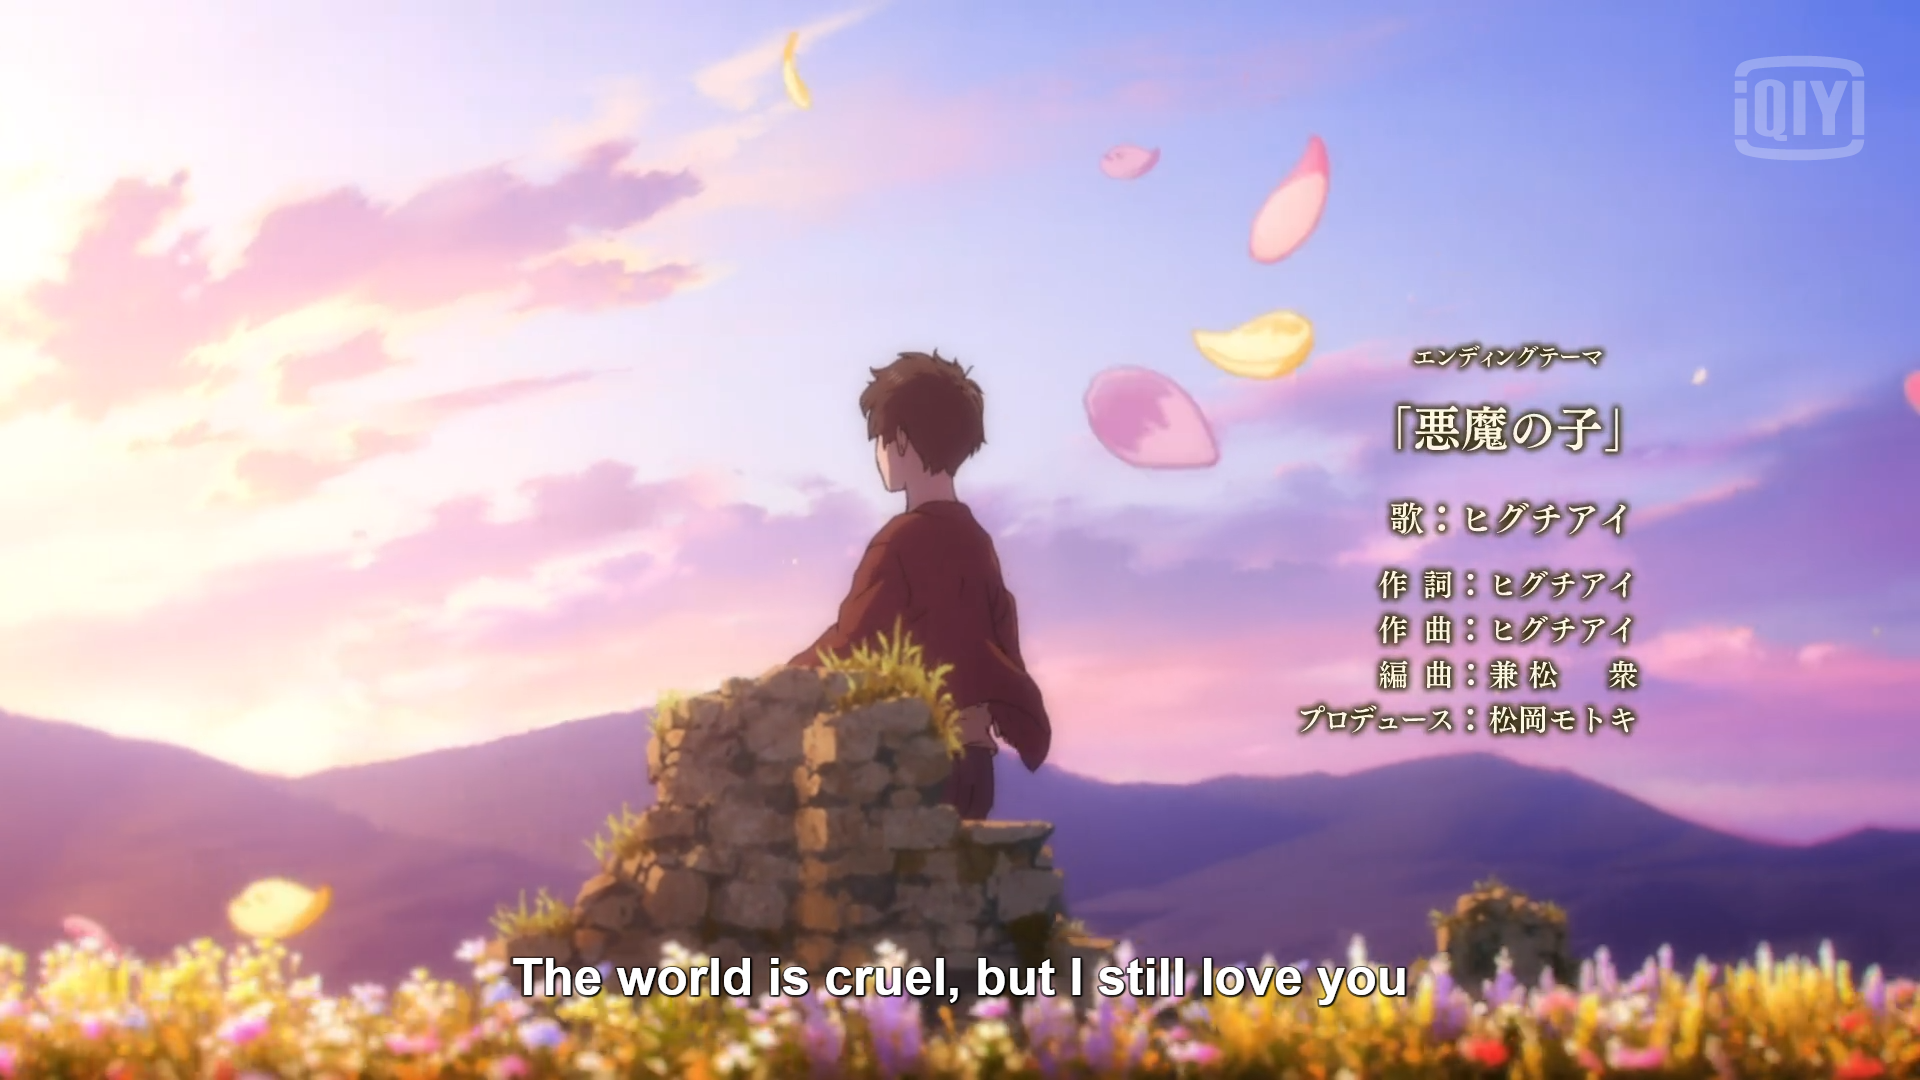 iQIYI
エンディングテーマ
「悪魔の子」
歌：ヒグチアイ
作 詞：ヒグチアイ
作 曲：ヒグチアイ
編 曲：兼松　衆
プロデュース：松岡モトキ
The world is cruel, but I still love you